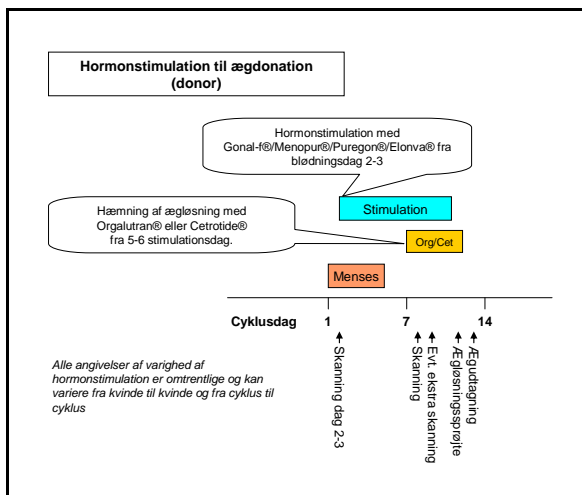 Hormonstimulation til ægdonation
(donor)
Hormonstimulation med
Gonal-f®/Menopur®/Puregon®/Elonva® fra
blødningsdag 2-3
Stimulation
Hæmning af ægløsning med
Orgalutran® eller Cetrotide®
fra 5-6 stimulationsdag.
Org/Cet
Menses
Cyklusdag 1 7 14
Skanning dag 2-3
Skanning
Evt. ekstra skanning
Ægløsningssprøjte
Ægudtagning
Alle angivelser af varighed af
hormonstimulation er omtrentlige og kan
variere fra kvinde til kvinde og fra cyklus til
cyklus